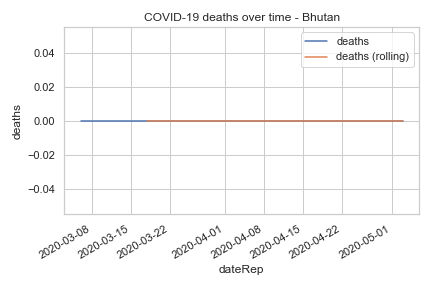 COVID-19 deaths over time - Bhutan
deaths
deaths (rolling)
0.04
0.02
0.00
−0.02
−0.04
deaths
2020-03-08
2020-03-15
2020-03-22
2020-04-01
2020-04-08
2020-04-15
2020-04-22
2020-05-01
dateRep